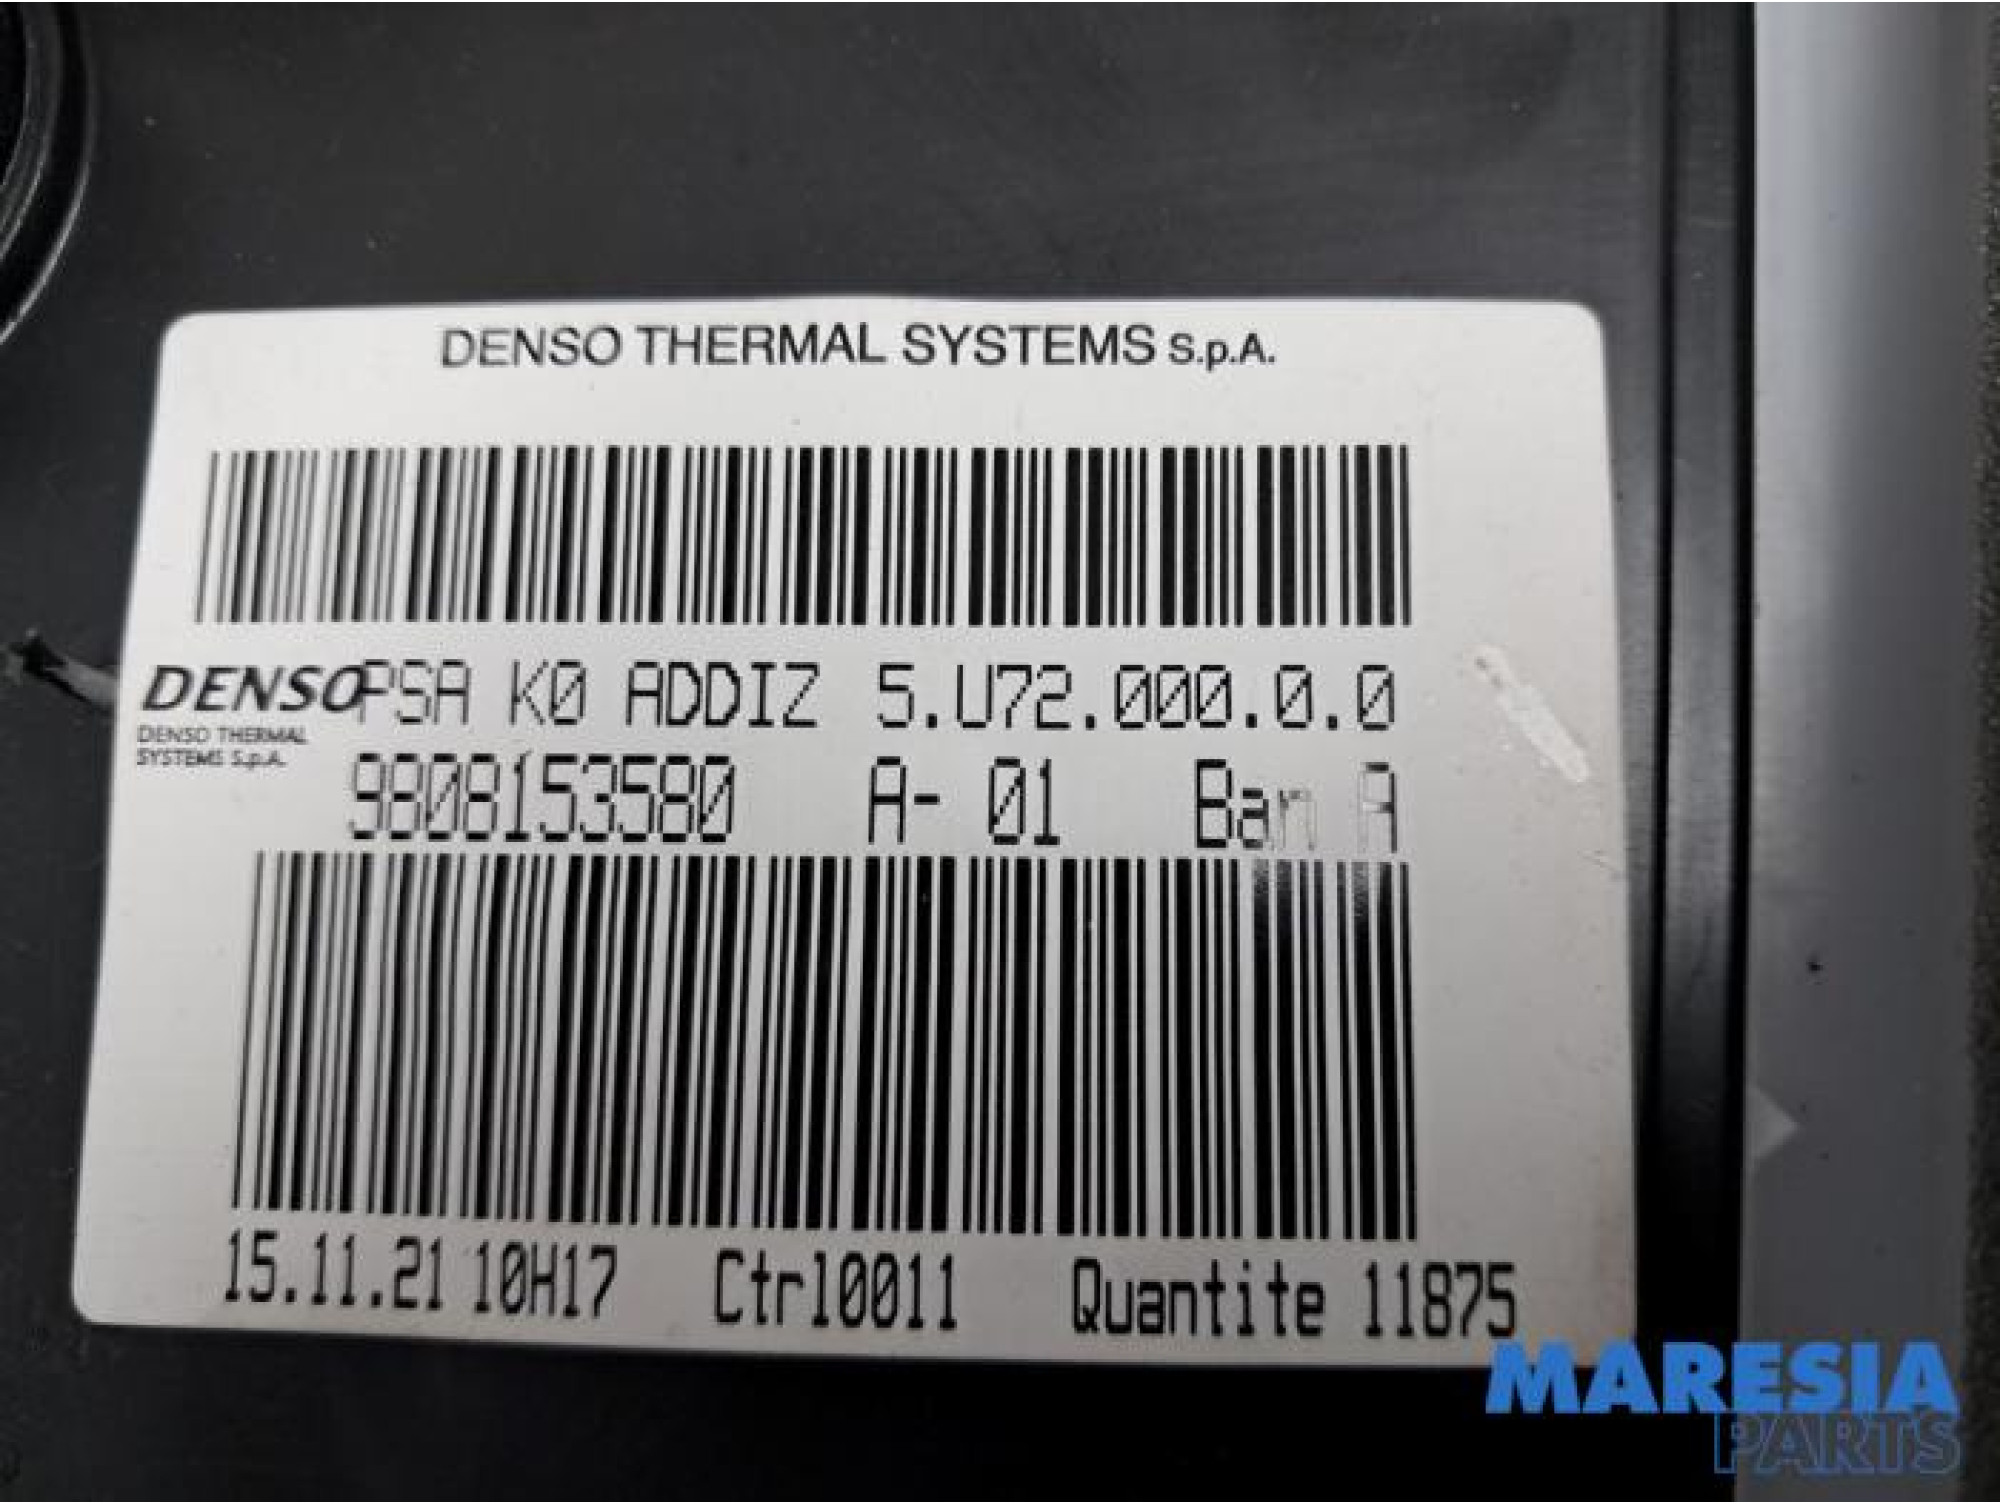 DENSO THERMAL SYSTEMS S.p.A.
DENSO PSA K0 ADDIZ 5.U72.000.0.0
DENSO THERMAL
SYSTEMS S.p.A.
9808153580 A- 01 Ban A
15.11.21 10H17 Ctrl0011 Quantite 11875
MARESIA
PARTS